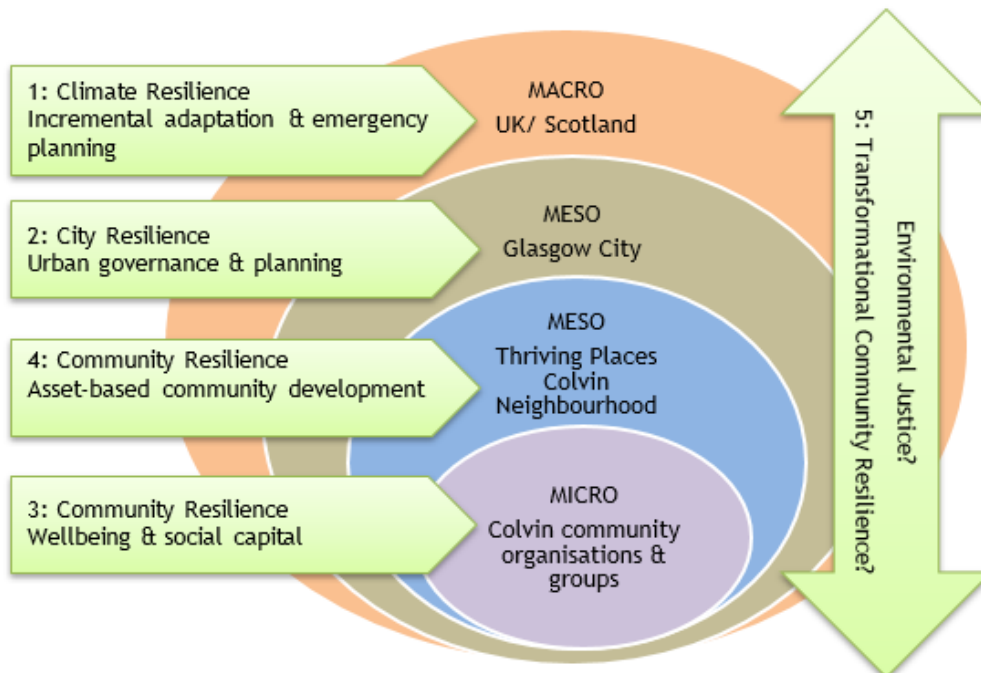 1: Climate Resilience
Incremental adaptation & emergency
planning
MACRO
UK/ Scotland
2: City Resilience
Urban governance & planning
MESO
Glasgow City
4: Community Resilience
Asset-based community development
MESO
Thriving Places
Colvin
Neighbourhood
3: Community Resilience
Wellbeing & social capital
MICRO
Colvin community
organisations &
groups
5: Transformational Community Resilience?
Environmental Justice?